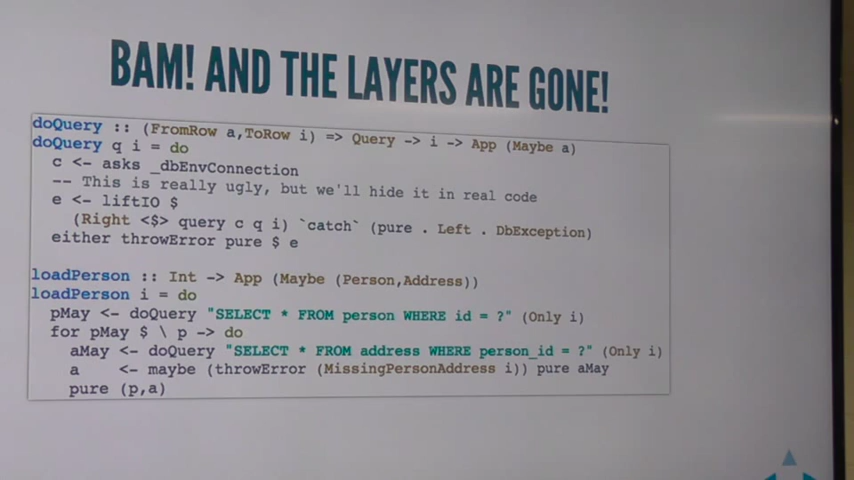 BAM! AND THE LAYERS ARE GONE!
doQuery :: (FromRow a,ToRow i) => Query -> i -> App (Maybe a)
doQuery q i = do
  c <- asks _dbEnvConnection
  -- This is really ugly, but we'll hide it in real code
  e <- liftIO $
    (Right <$> query c q i) `catch` (pure . Left . DbException)
  either throwError pure $ e
loadPerson :: Int -> App (Maybe (Person,Address))
loadPerson i = do
  pMay <- doQuery "SELECT * FROM person WHERE id = ?" (Only i)
  for pMay $ \ p -> do
    aMay <- doQuery "SELECT * FROM address WHERE person_id = ?" (Only i)
    a    <- maybe (throwError (MissingPersonAddress i)) pure aMay
    pure (p,a)